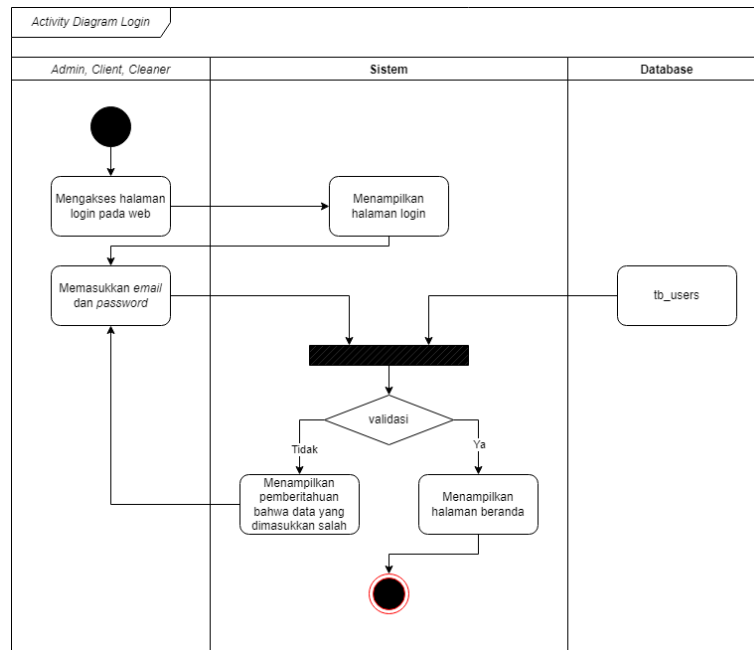 Activity Diagram Login
Admin, Client, Cleaner
Sistem
Database
Mengakses halaman
login pada web
Menampilkan
halaman login
Memasukkan email
dan password
tb_users
validasi
Tidak
Ya
Menampilkan
pemberitahuan
bahwa data yang
dimasukkan salah
Menampilkan
halaman beranda